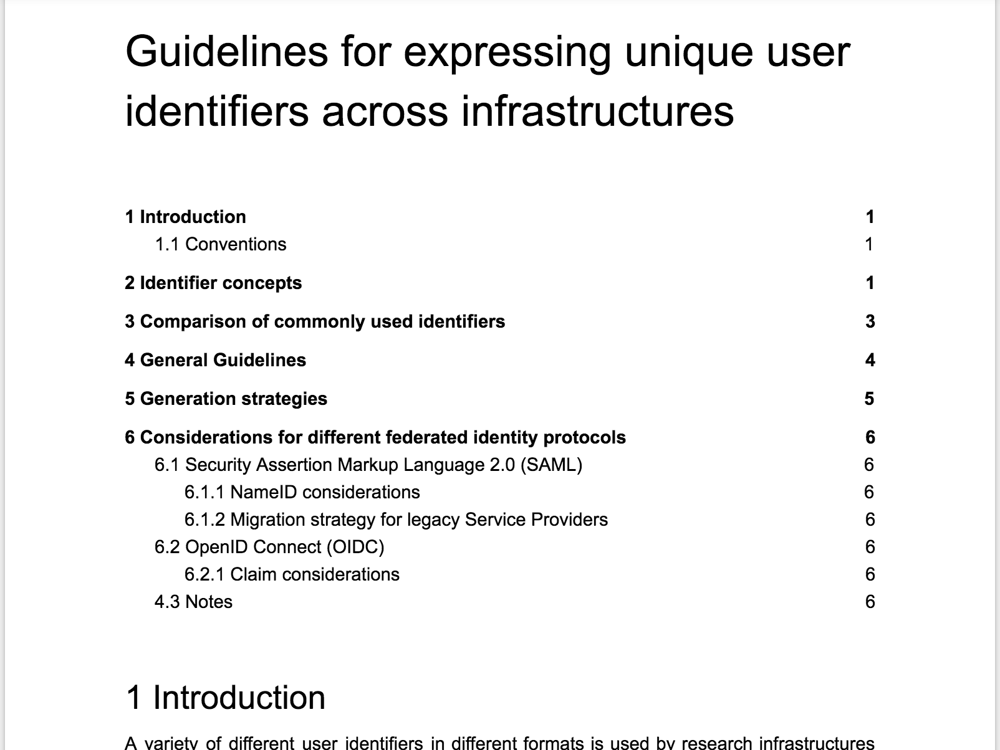 Guidelines for expressing unique user
identifiers across infrastructures
1 Introduction 1
1.1 Conventions 1
2 Identifier concepts 1
3 Comparison of commonly used identifiers 3
4 General Guidelines 4
5 Generation strategies 5
6 Considerations for different federated identity protocols 6
6.1 Security Assertion Markup Language 2.0 (SAML) 6
6.1.1 NameID considerations 6
6.1.2 Migration strategy for legacy Service Providers 6
6.2 OpenID Connect (OIDC) 6
6.2.1 Claim considerations 6
4.3 Notes 6
1 Introduction
A variety of different user identifiers in different formats is used by research infrastructures